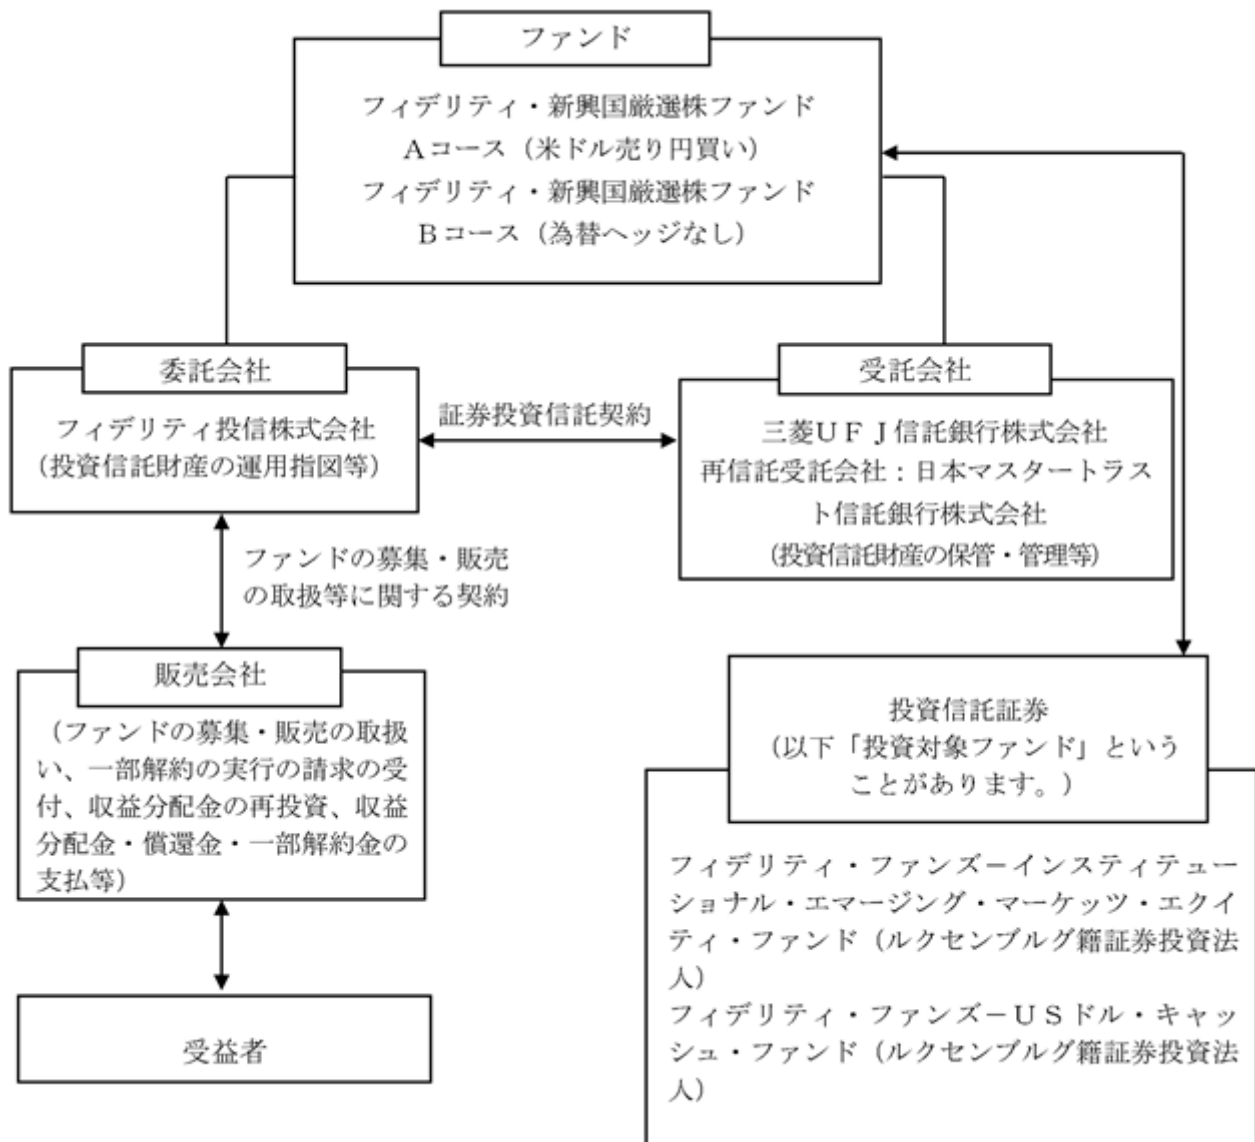 ファンド
フィデリティ・新興国厳選株ファンド
Ａコース（米ドル売り円買い）
フィデリティ・新興国厳選株ファンド
Ｂコース（為替ヘッジなし）
委託会社
フィデリティ投信株式会社
（投資信託財産の運用指図等）
証券投資信託契約
受託会社
三菱ＵＦＪ信託銀行株式会社
再信託受託会社：日本マスタートラス
ト信託銀行株式会社
（投資信託財産の保管・管理等）
ファンドの募集・販売
の取扱等に関する契約
販売会社
（ファンドの募集・販売の取扱
い、一部解約の実行の請求の受
付、収益分配金の再投資、収益
分配金・償還金・一部解約金の
支払等）
受益者
投資信託証券
（以下「投資対象ファンド」という
ことがあります。）
フィデリティ・ファンズ－インスティテュー
ショナル・エマージング・マーケッツ・エクイ
ティ・ファンド（ルクセンブルグ籍証券投資法
人）
フィデリティ・ファンズ－ＵＳドル・キャッ
シュ・ファンド（ルクセンブルグ籍証券投資法
人）